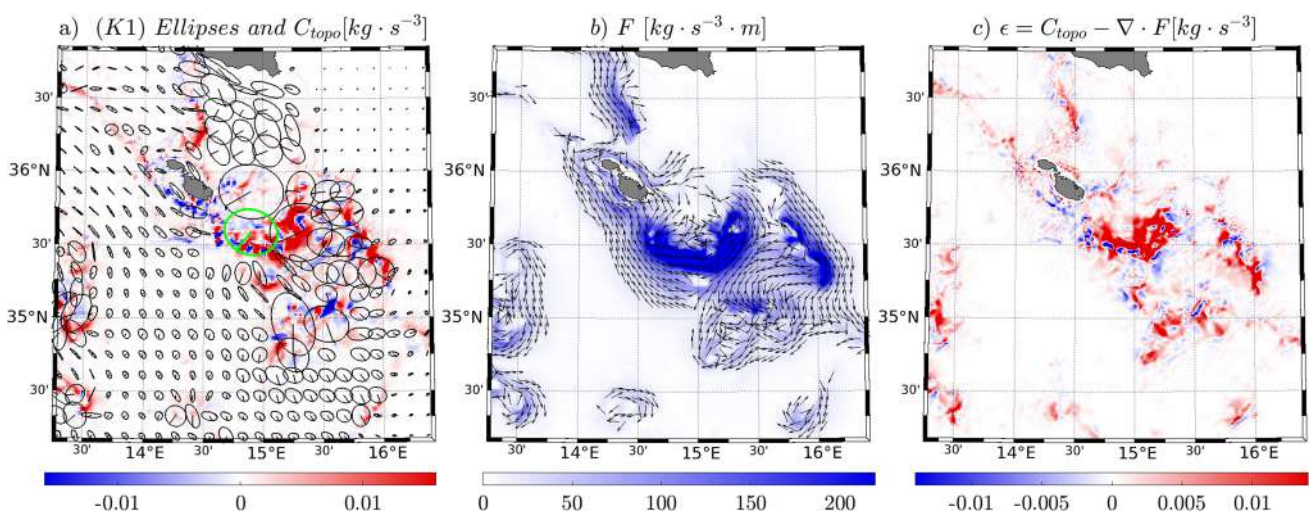 a) (K1) Ellipses and C_topo[kg · s⁻³]
b) F [kg · s⁻³ · m]
c) ϵ = C_topo − ∇ · F[kg · s⁻³]
30'
36°N
30'
35°N
30'
14°E 30' 15°E 30' 16°E
-0.01 0 0.01
30'
36°N
30'
35°N
30'
14°E 30' 15°E 30' 16°E
0 50 100 150 200
30'
36°N
30'
35°N
30'
14°E 30' 15°E 30' 16°E
-0.01 -0.005 0 0.005 0.01